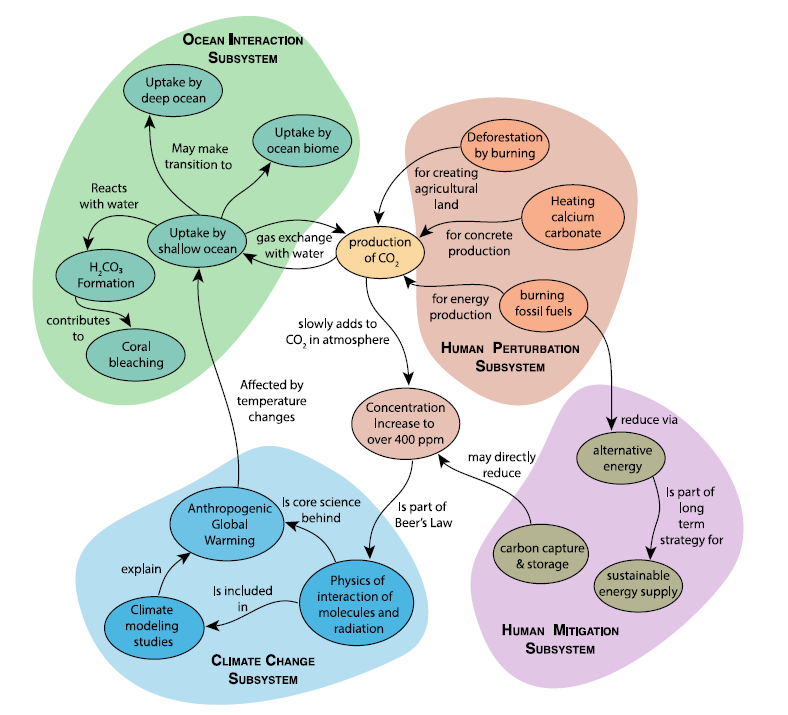 OCEAN INTERACTION
SUBSYSTEM
Uptake by
deep ocean
May make
transition to
Uptake by
ocean biome
Reacts
with water
Uptake by
shallow ocean
gas exchange
with water
H₂CO₃
Formation
contributes
to
Coral
bleaching
production
of CO₂
Deforestation
by burning
for creating
agricultural
land
Heating
calcium
carbonate
for concrete
production
for energy
production
burning
fossil fuels
HUMAN PERTURBATION
SUBSYSTEM
slowly adds to
CO₂ in atmosphere
Affected by
temperature
changes
Concentration
Increase to
over 400 ppm
may directly
reduce
reduce via
alternative
energy
Is part of
long
term
strategy for
carbon capture
& storage
sustainable
energy supply
HUMAN MITIGATION
SUBSYSTEM
Is part of
Beer's Law
Anthropogenic
Global
Warming
Is core science
behind
explain
Is included
in
Climate
modeling
studies
Physics of
interaction of
molecules and
radiation
CLIMATE CHANGE
SUBSYSTEM